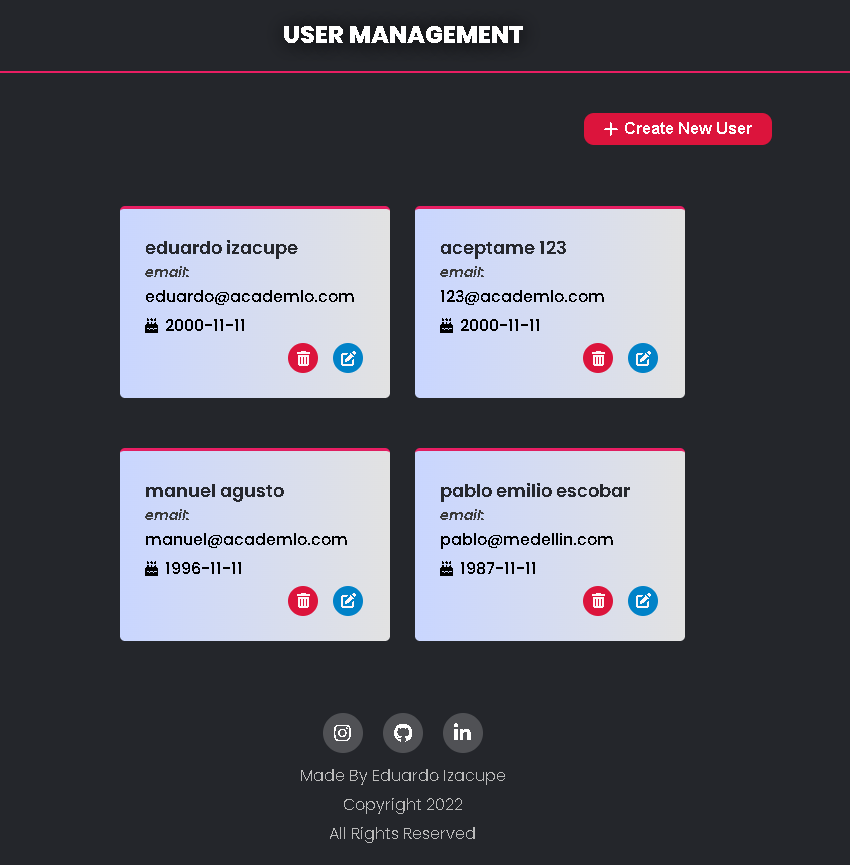 USER MANAGEMENT
Create New User
eduardo izacupe
email:
eduardo@academlo.com
2000-11-11
aceptame 123
email:
123@academlo.com
2000-11-11
manuel agusto
email:
manuel@academlo.com
1996-11-11
pablo emilio escobar
email:
pablo@medellin.com
1987-11-11
Made By Eduardo Izacupe
Copyright 2022
All Rights Reserved